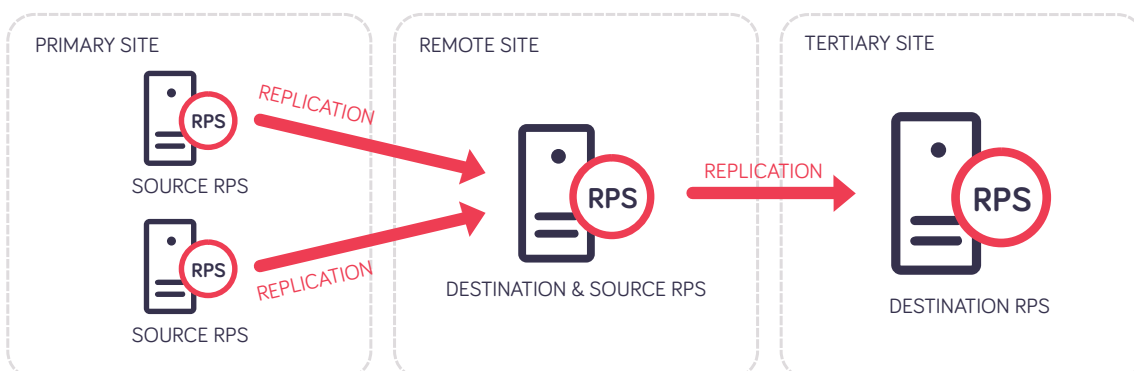 PRIMARY SITE
RPS
REPLICATION
SOURCE RPS
RPS
REPLICATION
SOURCE RPS
REMOTE SITE
RPS
DESTINATION & SOURCE RPS
REPLICATION
TERTIARY SITE
RPS
DESTINATION RPS